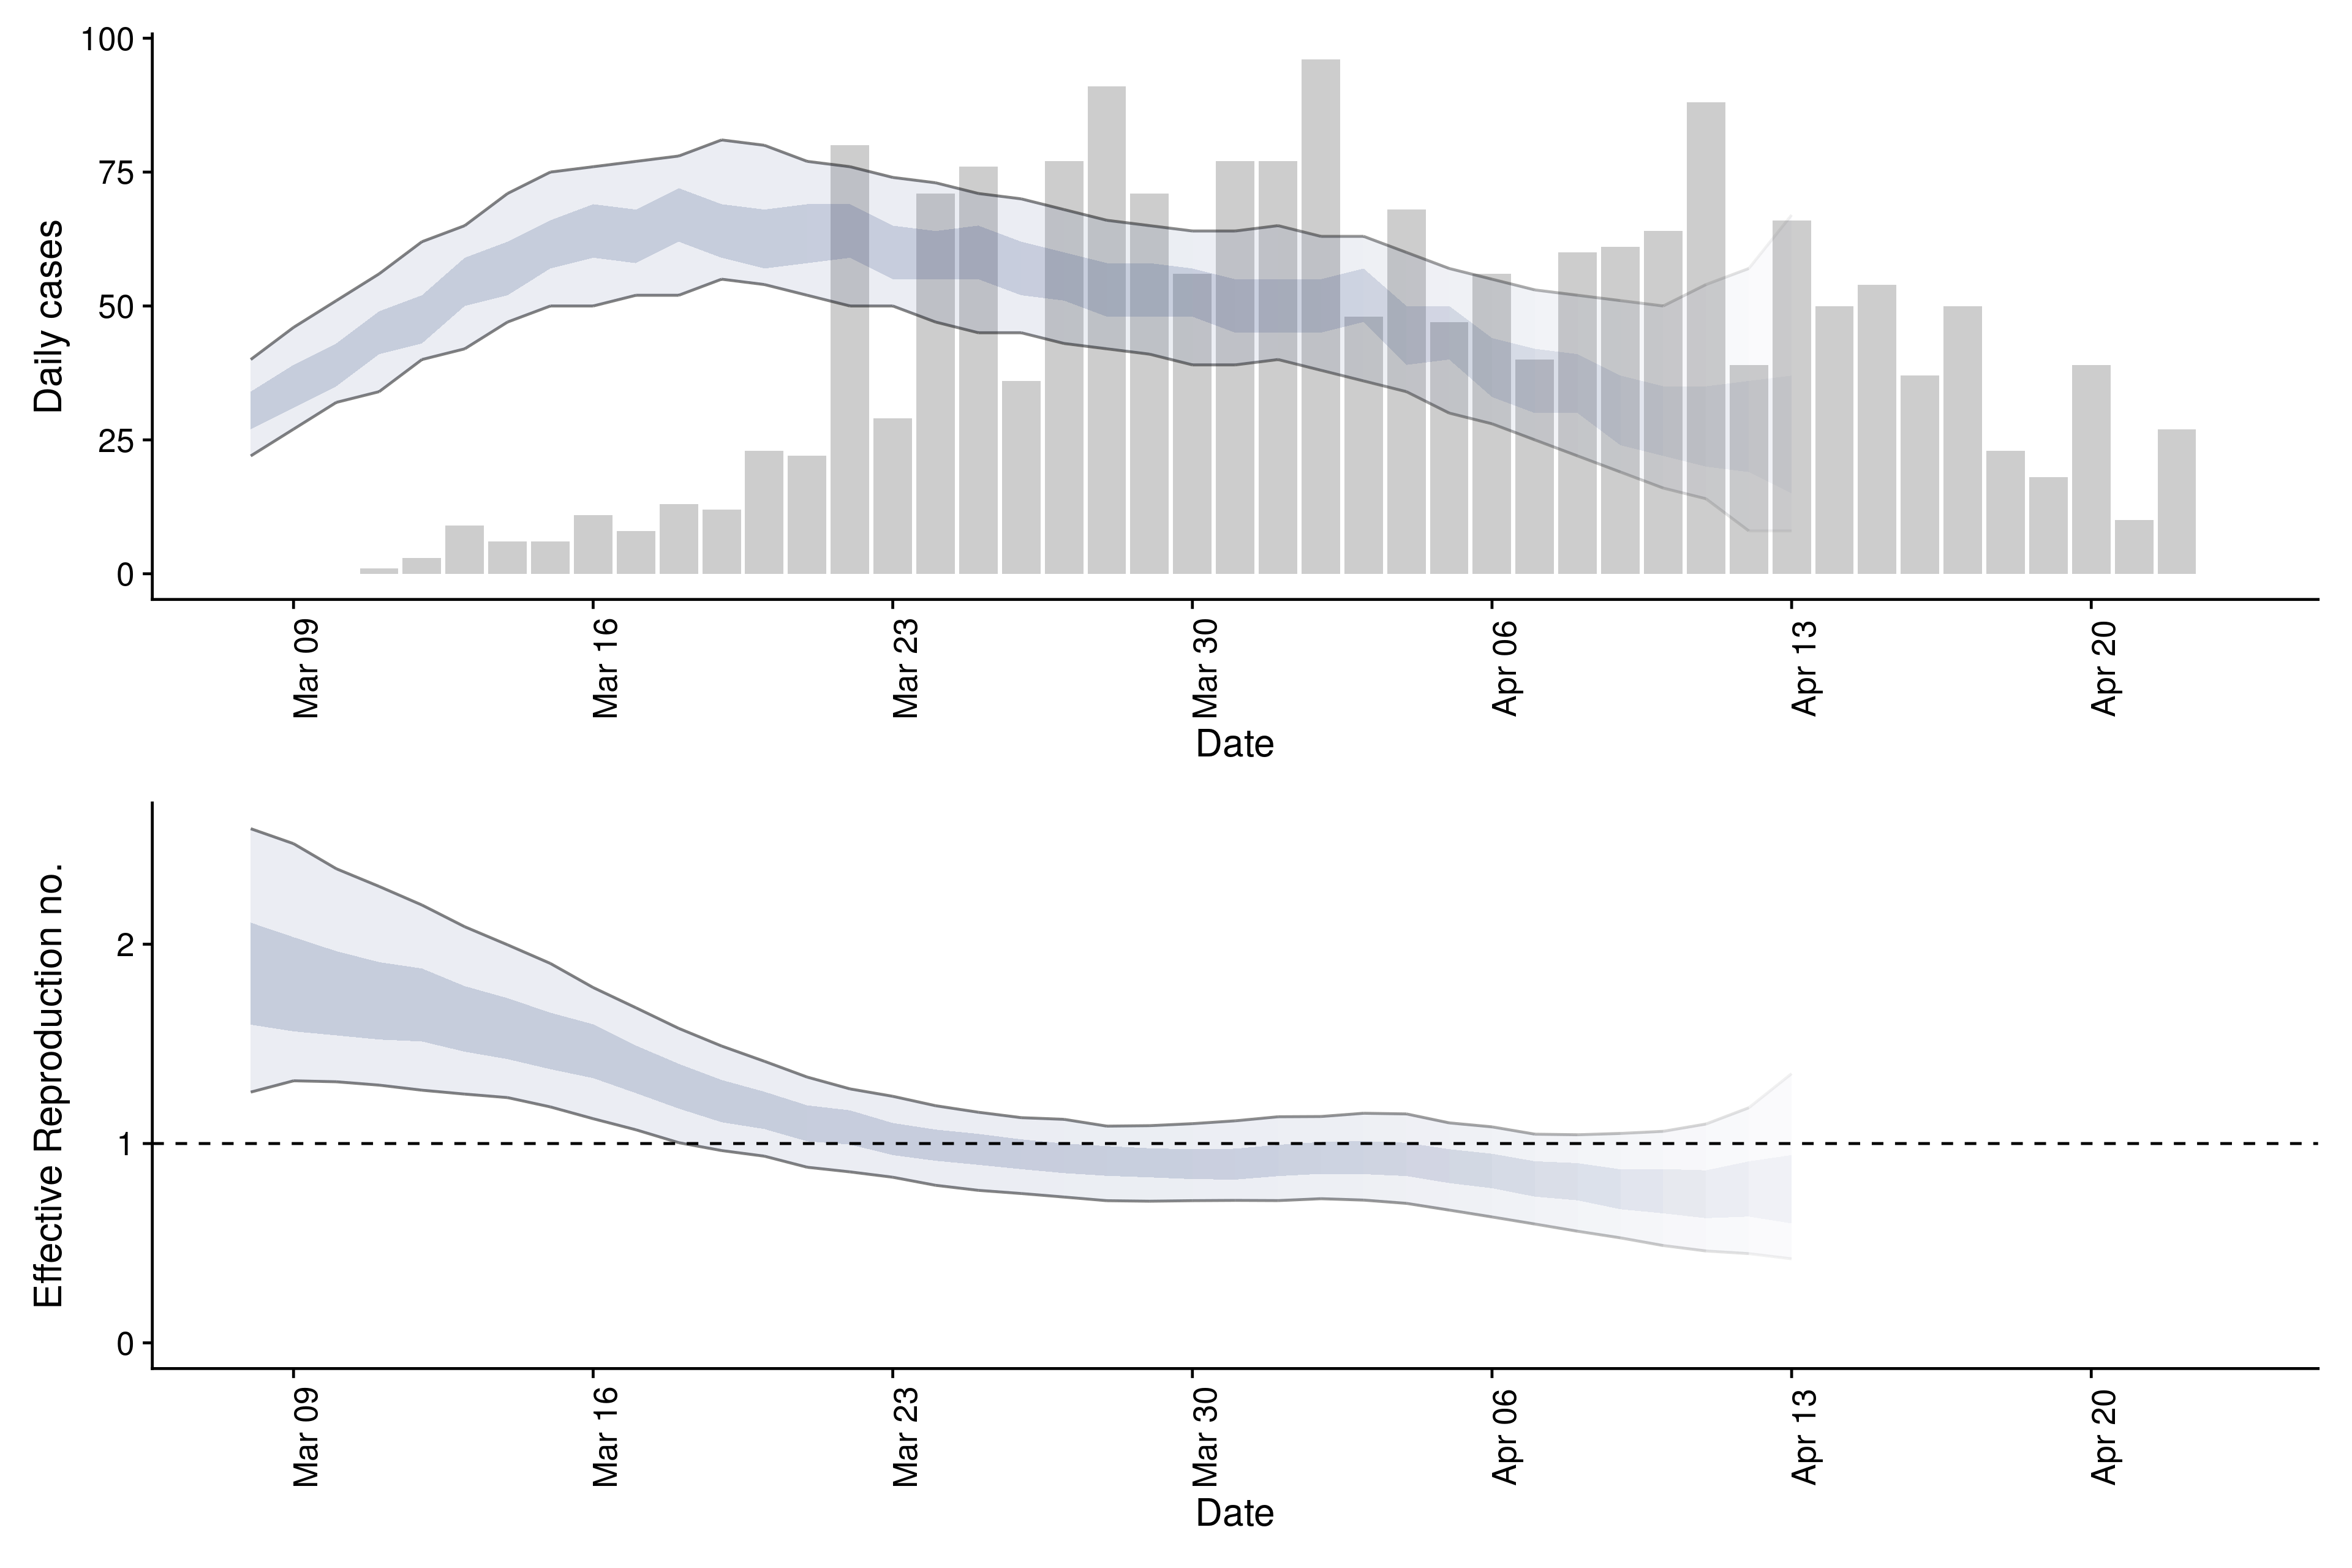 Daily cases
100
75
50
25
0
Mar 09
Mar 16
Mar 23
Mar 30
Apr 06
Apr 13
Apr 20
Date
Effective Reproduction no.
2
1
0
Mar 09
Mar 16
Mar 23
Mar 30
Apr 06
Apr 13
Apr 20
Date